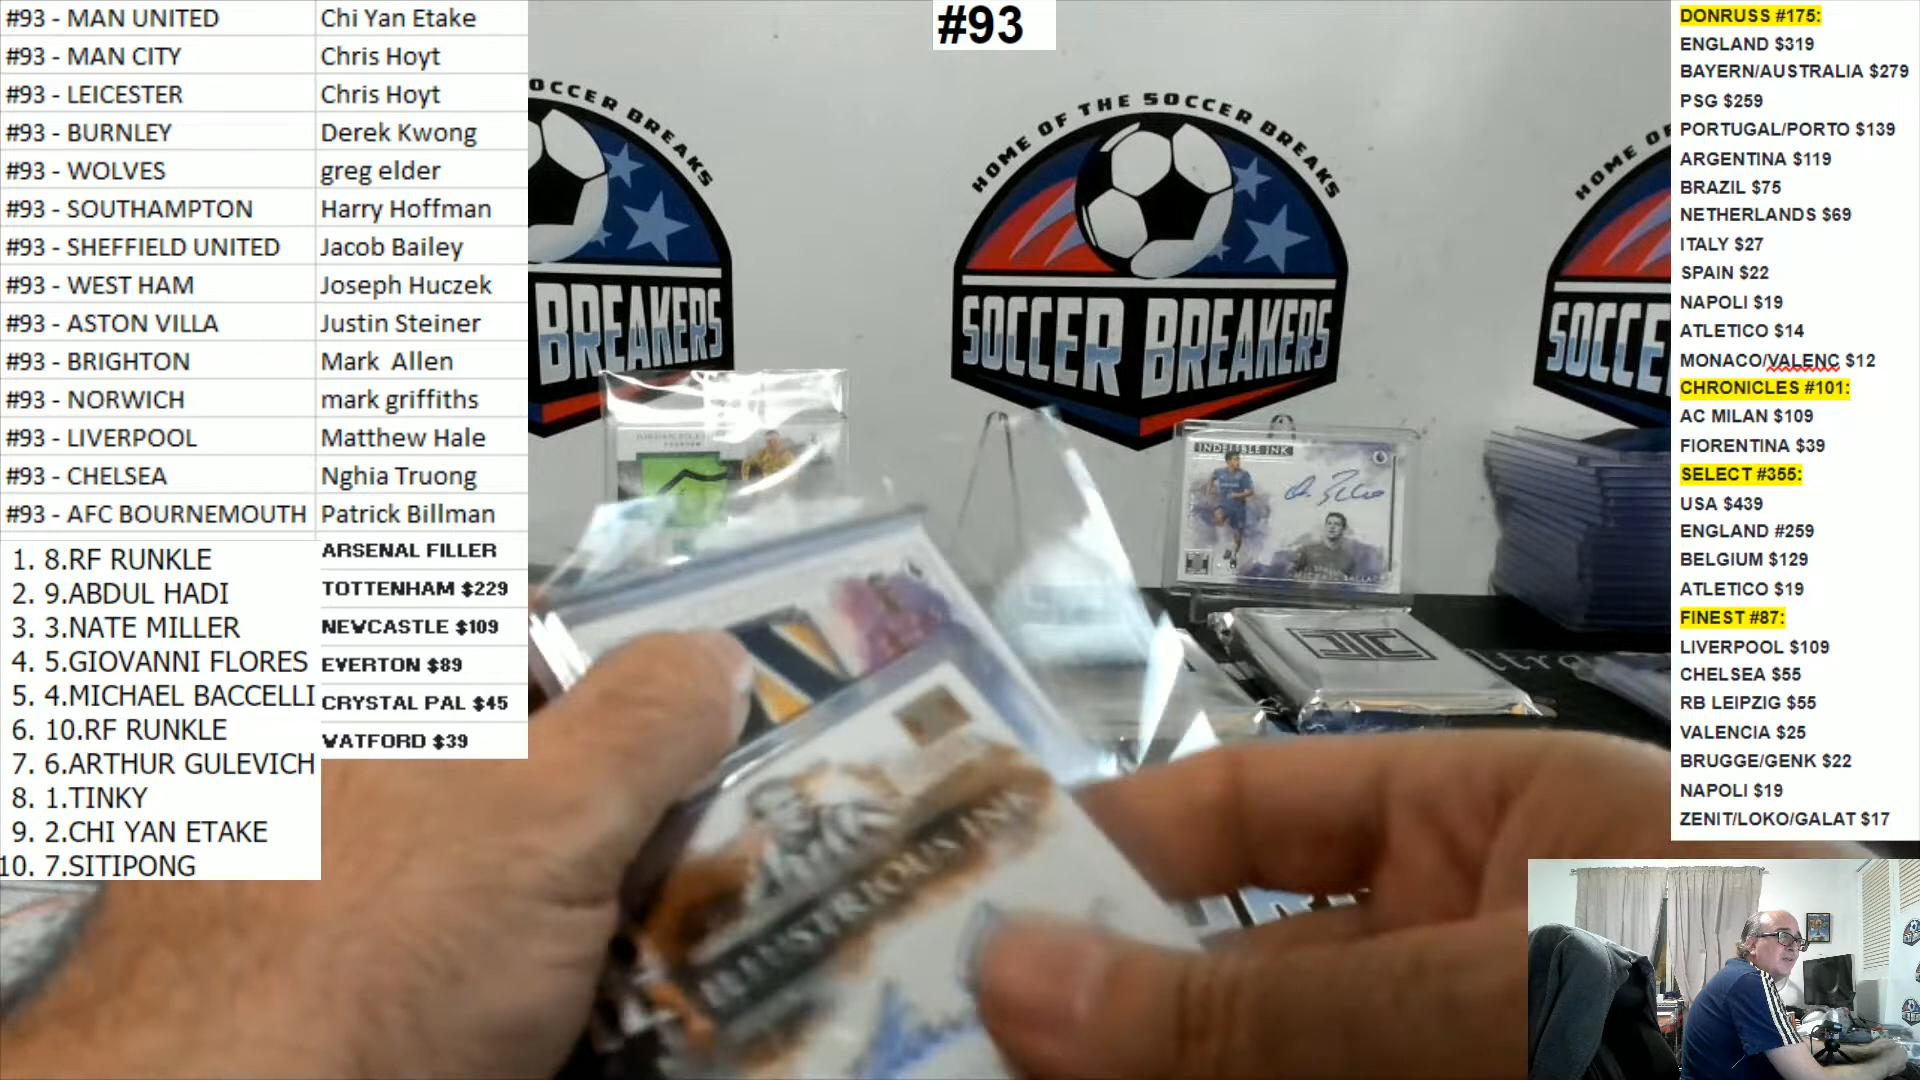 #93 - MAN UNITED Chi Yan Etake
#93 - MAN CITY Chris Hoyt
#93 - LEICESTER Chris Hoyt
#93 - BURNLEY Derek Kwong
#93 - WOLVES greg elder
#93 - SOUTHAMPTON Harry Hoffman
#93 - SHEFFIELD UNITED Jacob Bailey
#93 - WEST HAM Joseph Huczek
#93 - ASTON VILLA Justin Steiner
#93 - BRIGHTON Mark Allen
#93 - NORWICH mark griffiths
#93 - LIVERPOOL Matthew Hale
#93 - CHELSEA Nghia Truong
#93 - AFC BOURNEMOUTH Patrick Billman
1. 8.RF RUNKLE
2. 9.ABDUL HADI
3. 3.NATE MILLER
4. 5.GIOVANNI FLORES
5. 4.MICHAEL BACCELLI
6. 10.RF RUNKLE
7. 6.ARTHUR GULEVICH
8. 1.TINKY
9. 2.CHI YAN ETAKE
10. 7.SITIPONG
ARSENAL FILLER
TOTTENHAM $229
NEWCASTLE $109
EVERTON $89
CRYSTAL PAL $45
WATFORD $39
#93
OCCER BREAKS
BREAKERS
HOME OF THE SOCCER BREAKS
SOCCER BREAKERS
HOME OF
SOCCE
INDELIBLE INK
ILLUSTRIOUS INK
DONRUSS #175:
ENGLAND $319
BAYERN/AUSTRALIA $279
PSG $259
PORTUGAL/PORTO $139
ARGENTINA $119
BRAZIL $75
NETHERLANDS $69
ITALY $27
SPAIN $22
NAPOLI $19
ATLETICO $14
MONACO/VALENC $12
CHRONICLES #101:
AC MILAN $109
FIORENTINA $39
SELECT #355:
USA $439
ENGLAND #259
BELGIUM $129
ATLETICO $19
FINEST #87:
LIVERPOOL $109
CHELSEA $55
RB LEIPZIG $55
VALENCIA $25
BRUGGE/GENK $22
NAPOLI $19
ZENIT/LOKO/GALAT $17